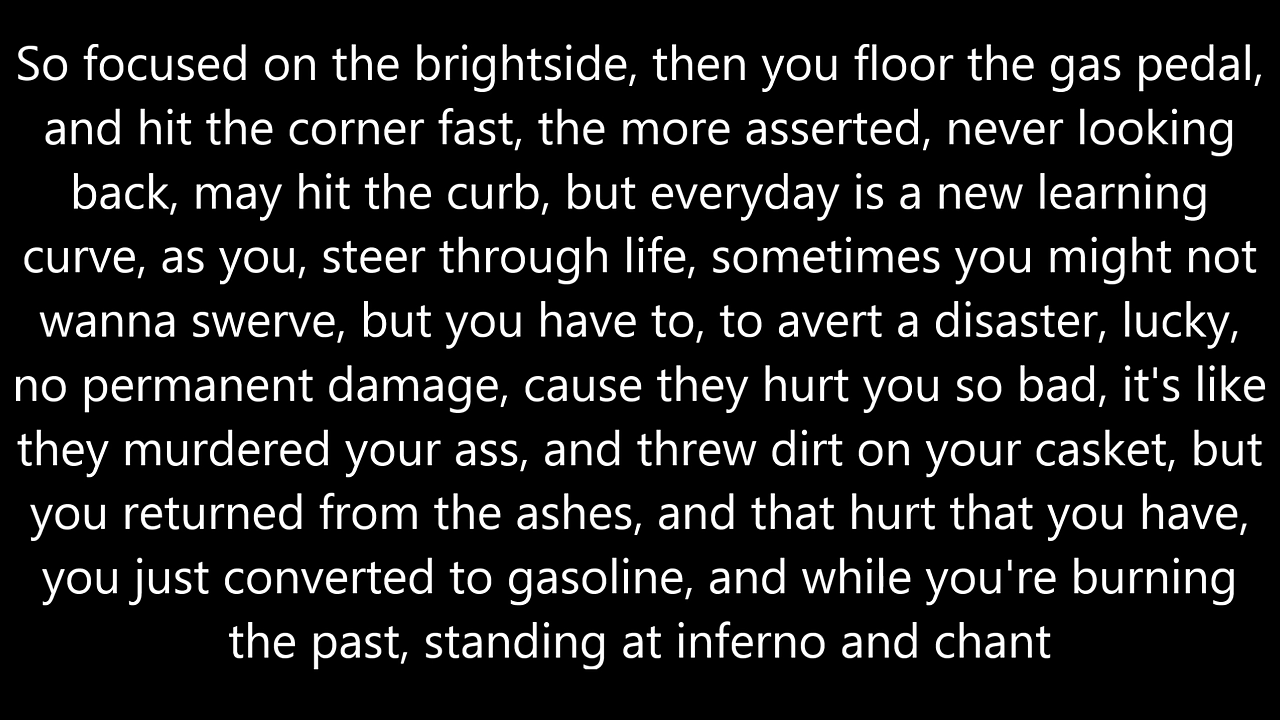 So focused on the brightside, then you floor the gas pedal,
and hit the corner fast, the more asserted, never looking
back, may hit the curb, but everyday is a new learning
curve, as you, steer through life, sometimes you might not
wanna swerve, but you have to, to avert a disaster, lucky,
no permanent damage, cause they hurt you so bad, it's like
they murdered your ass, and threw dirt on your casket, but
you returned from the ashes, and that hurt that you have,
you just converted to gasoline, and while you're burning
the past, standing at inferno and chant